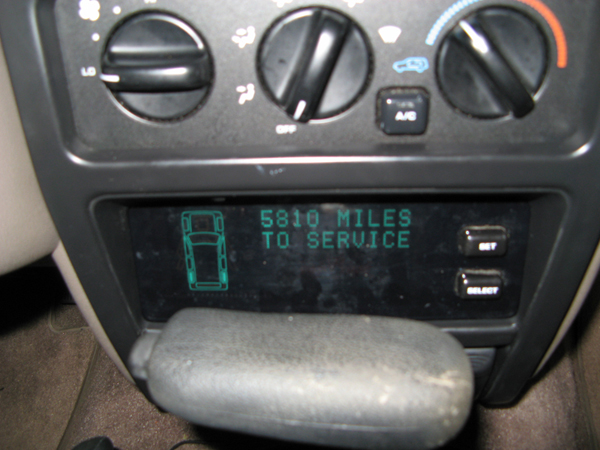 LO
OFF
A/C
5810 MILES
TO SERVICE
SET
SELECT